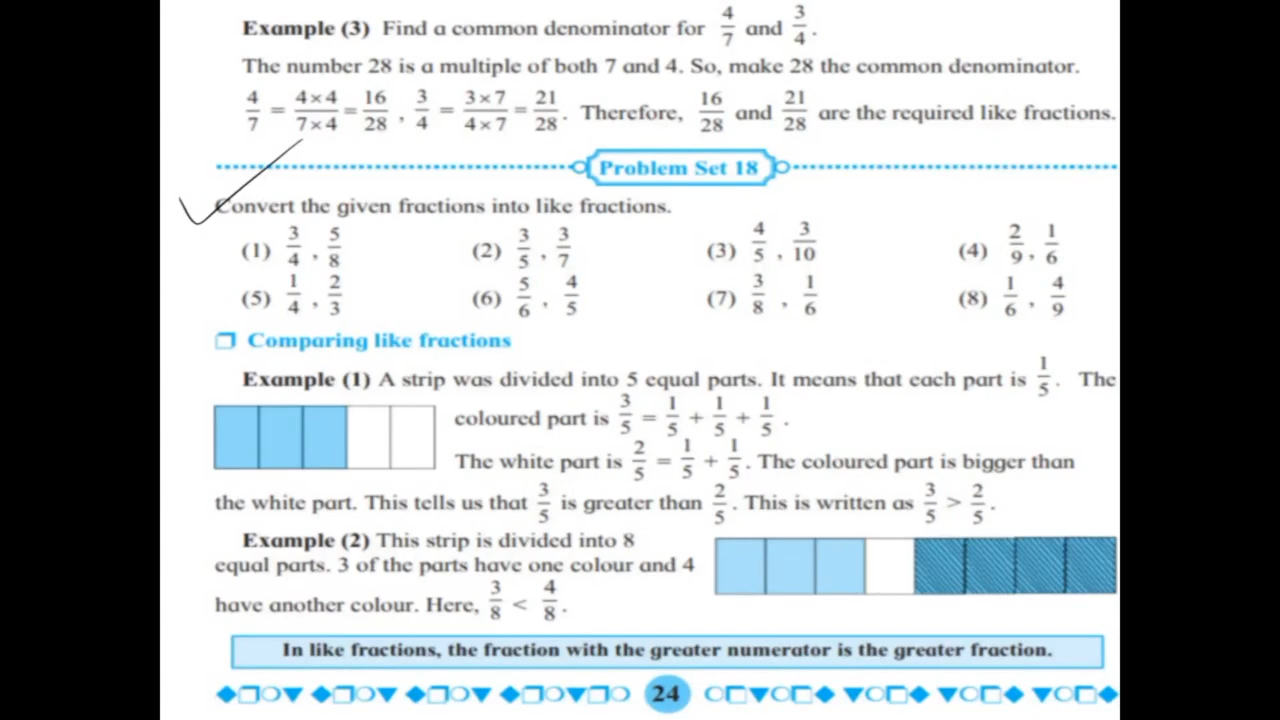 Example (3) Find a common denominator for 4/7 and 3/4.
The number 28 is a multiple of both 7 and 4. So, make 28 the common denominator.
4/7 = 4×4/7×4 = 16/28 , 3/4 = 3×7/4×7 = 21/28. Therefore, 16/28 and 21/28 are the required like fractions.
Problem Set 18
Convert the given fractions into like fractions.
(1) 3/4 , 5/8 (2) 3/5 , 3/7 (3) 4/5 , 3/10 (4) 2/9 , 1/6
(5) 1/4 , 2/3 (6) 5/6 , 4/5 (7) 3/8 , 1/6 (8) 1/6 , 4/9
Comparing like fractions
Example (1) A strip was divided into 5 equal parts. It means that each part is 1/5. The
coloured part is 3/5 = 1/5 + 1/5 + 1/5 .
The white part is 2/5 = 1/5 + 1/5. The coloured part is bigger than
the white part. This tells us that 3/5 is greater than 2/5. This is written as 3/5 > 2/5.
Example (2) This strip is divided into 8
equal parts. 3 of the parts have one colour and 4
have another colour. Here, 3/8 < 4/8.
In like fractions, the fraction with the greater numerator is the greater fraction.
24